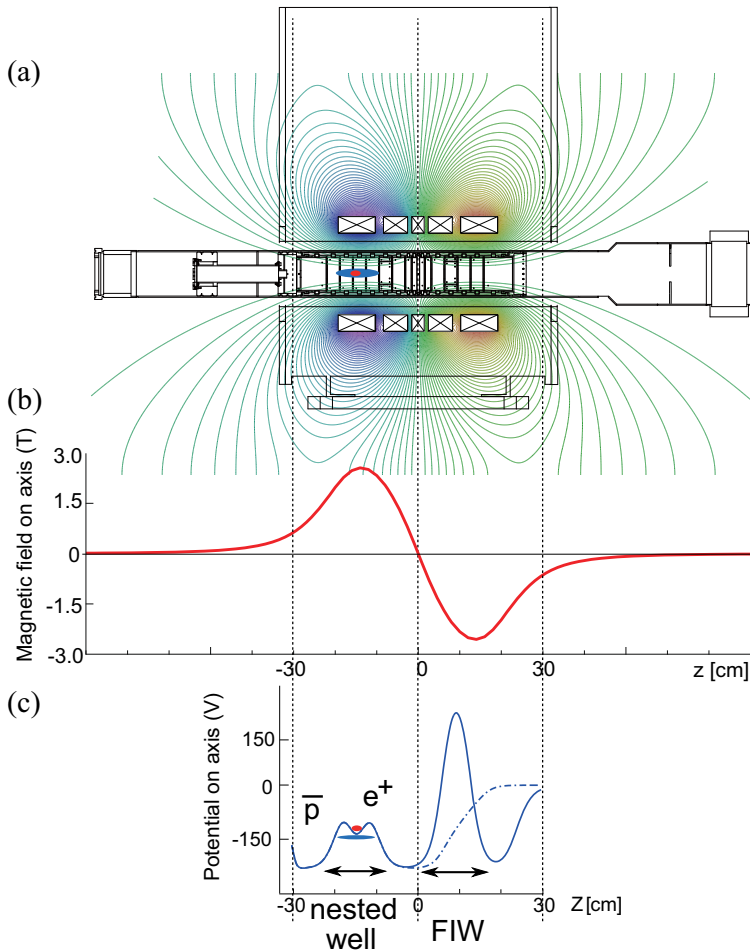 (a)
(b)
Magnetic field on axis (T)
3.0
1.5
0
-1.5
-3.0
-30
0
30
z [cm]
(c)
Potential on axis (V)
150
0
-150
p̅
e+
-30
0
30
Z [cm]
nested
well
FIW